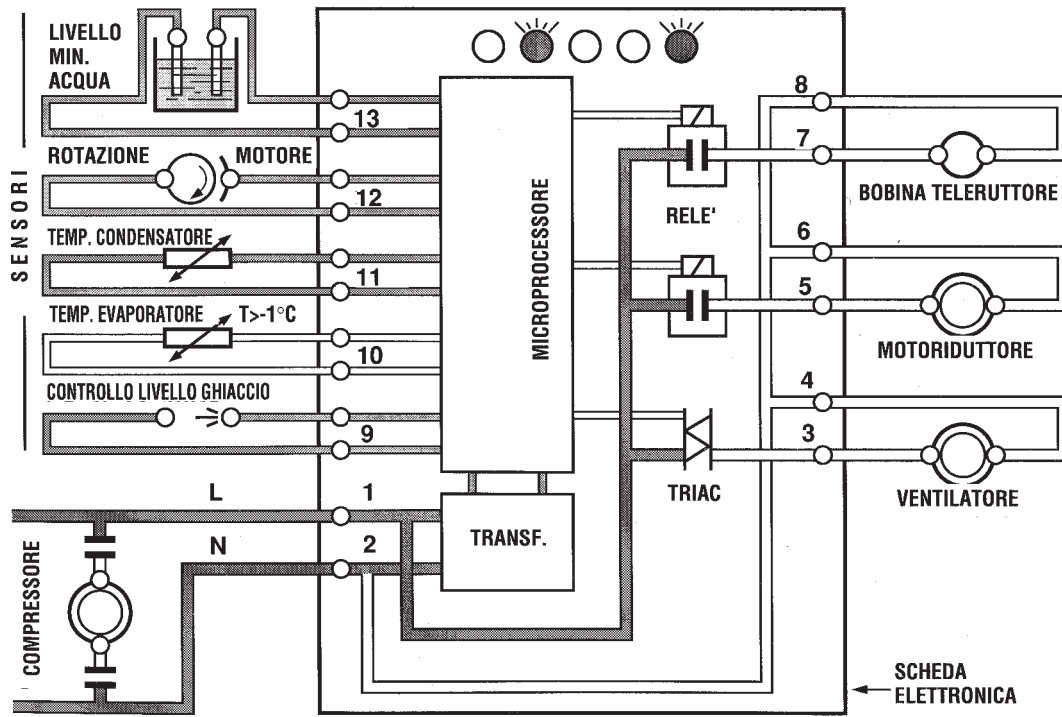 SENSORI
LIVELLO
MIN.
ACQUA
13
ROTAZIONE MOTORE
12
TEMP. CONDENSATORE
11
TEMP. EVAPORATORE T>-1°C
10
CONTROLLO LIVELLO GHIACCIO
9
L
1
N
2
COMPRESSORE
MICROPROCESSORE
TRANSF.
RELE'
TRIAC
8
7
BOBINA TELERUTTORE
6
5
MOTORIDUTTORE
4
3
VENTILATORE
SCHEDA
ELETTRONICA